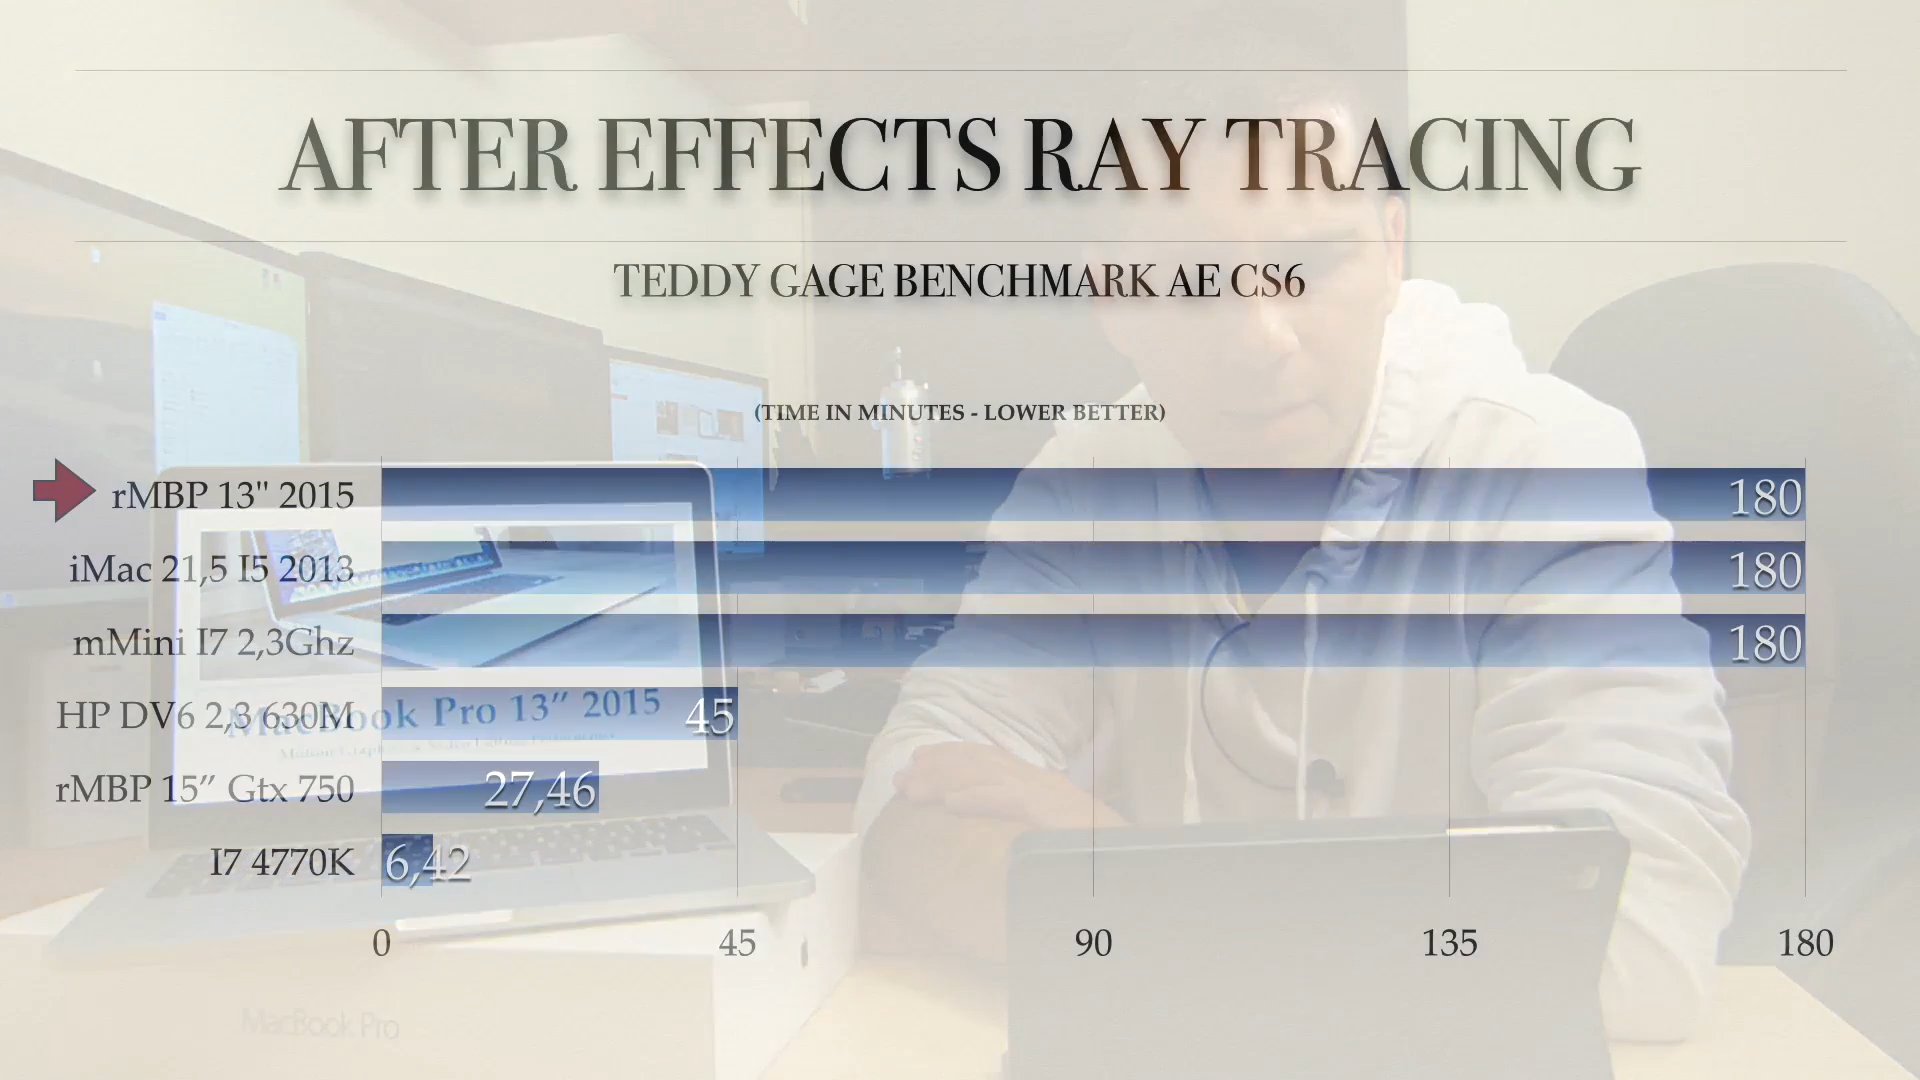 AFTER EFFECTS RAY TRACING
TEDDY GAGE BENCHMARK AE CS6
(TIME IN MINUTES - LOWER BETTER)
rMBP 13" 2015 180
iMac 21,5 I5 2013 180
mMini I7 2,3Ghz 180
HP DV6 2,3 630M 45
MacBook Pro 13” 2015
rMBP 15” Gtx 750 27,46
I7 4770K 6,42
0 45 90 135 180
MacBook Pro